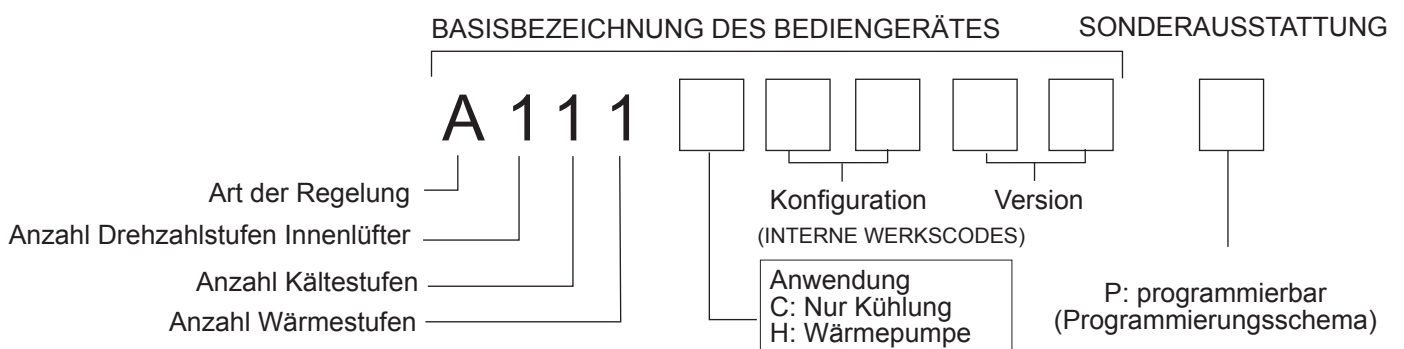 BASISBEZEICHNUNG DES BEDIENGERÄTES
SONDERAUSSTATTUNG
A 1 1 1
Art der Regelung
Anzahl Drehzahlstufen Innenlüfter
Anzahl Kältestufen
Anzahl Wärmestufen
Konfiguration
Version
(INTERNE WERKSCODES)
Anwendung
C: Nur Kühlung
H: Wärmepumpe
P: programmierbar
(Programmierungsschema)